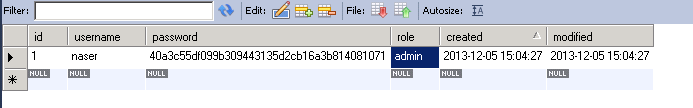 Filter: Edit: File: Autosize: IA
id username password role created modified
1 naser 40a3c55df099b309443135d2cb16a3b814081071 admin 2013-12-05 15:04:27 2013-12-05 15:04:27
NULL NULL NULL NULL NULL NULL